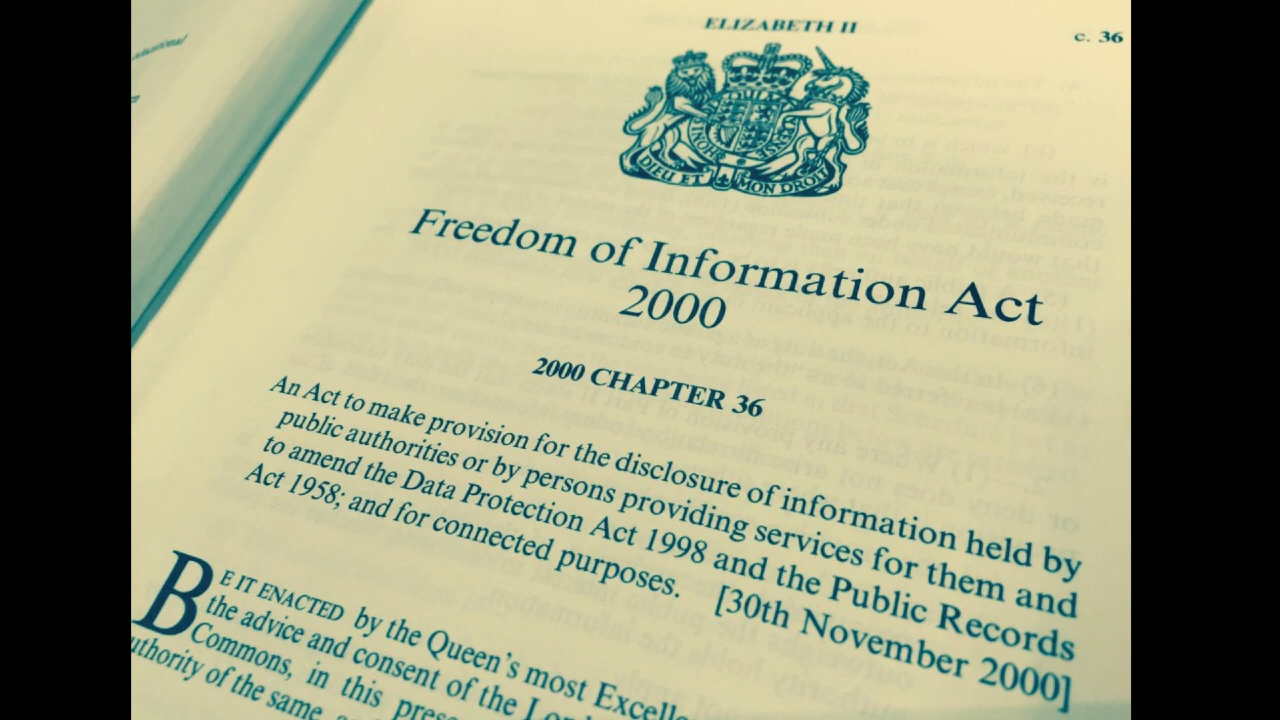 ELIZABETH II
c. 36
DIEU ET MON DROIT
Freedom of Information Act
2000
2000 CHAPTER 36
An Act to make provision for the disclosure of information held by
public authorities or by persons providing services for them and
to amend the Data Protection Act 1998 and the Public Records
Act 1958; and for connected purposes. [30th November 2000]
BE IT ENACTED by the Queen's most Excelle
the advice and consent of the Lord
Commons, in this prese
uthority of the same,